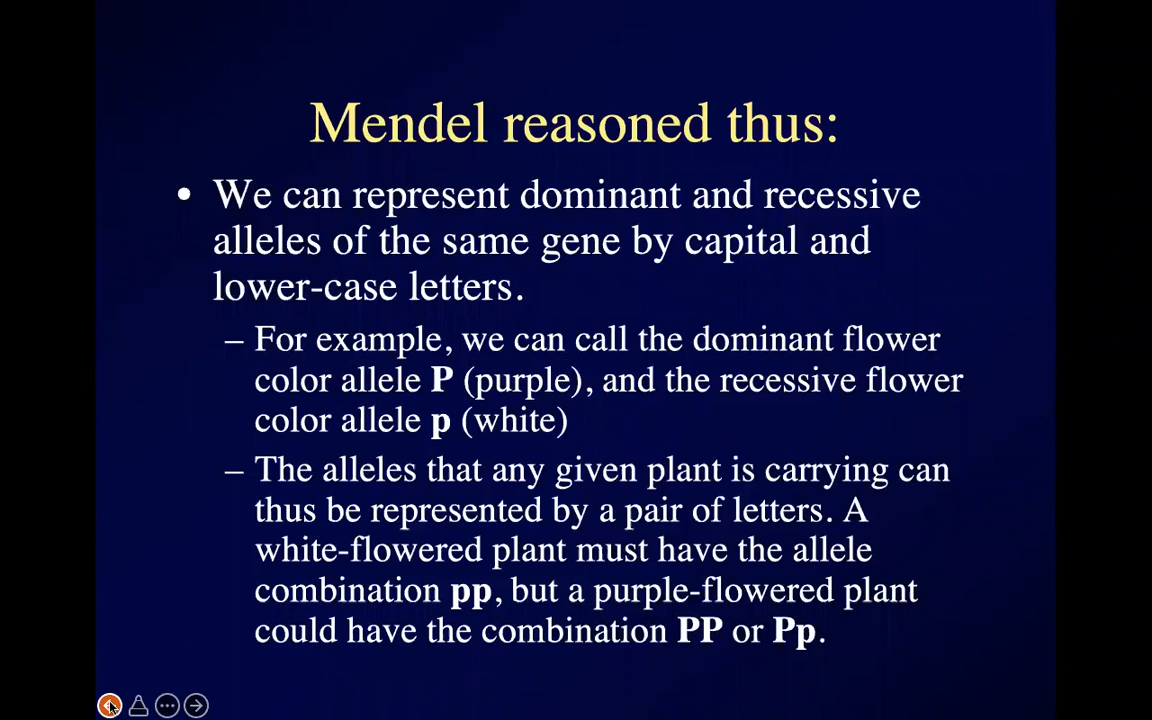 Mendel reasoned thus:
• We can represent dominant and recessive
alleles of the same gene by capital and
lower-case letters.
– For example, we can call the dominant flower
color allele P (purple), and the recessive flower
color allele p (white)
– The alleles that any given plant is carrying can
thus be represented by a pair of letters. A
white-flowered plant must have the allele
combination pp, but a purple-flowered plant
could have the combination PP or Pp.